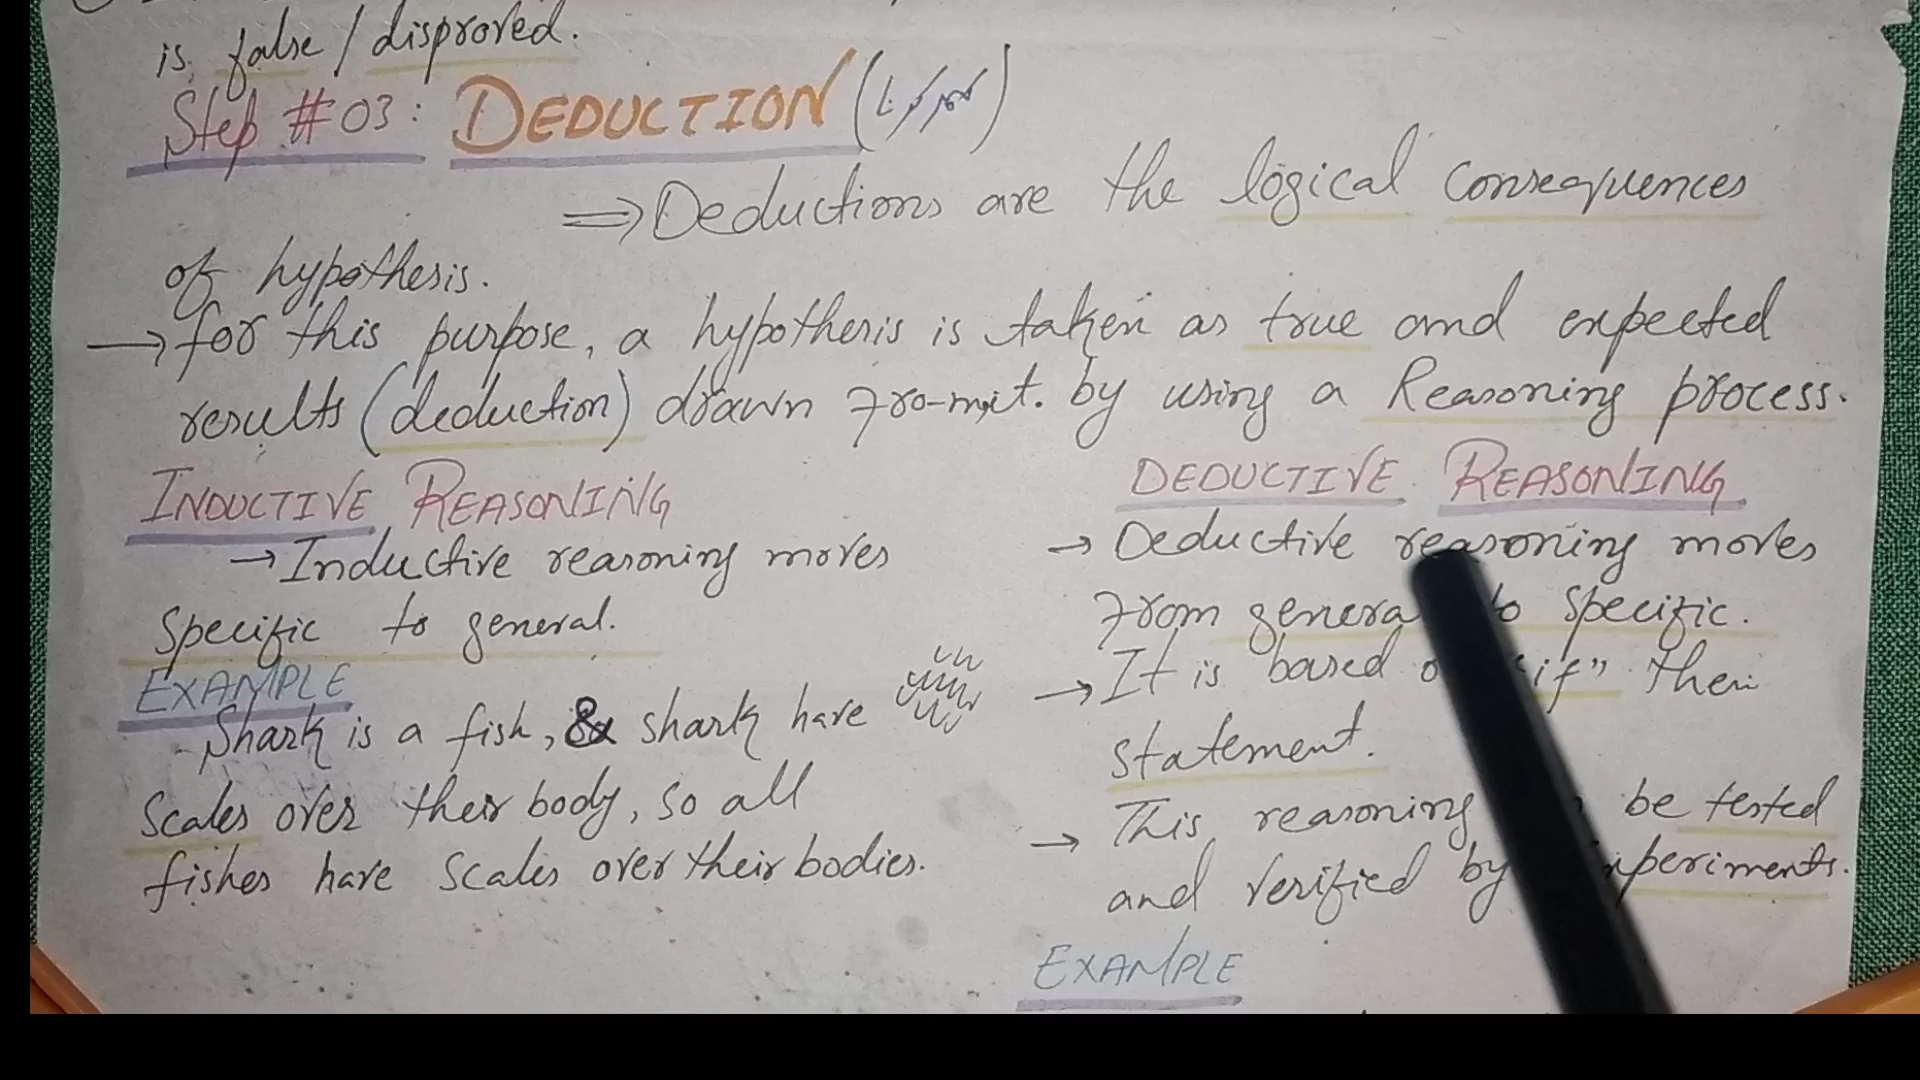 is false / disproved.
Step #03: DEDUCTION
⇒ Deductions are the logical consequences
of hypothesis.
→ for this purpose, a hypothesis is taken as true and expected
results (deduction) drawn from it. by using a Reasoning process.
INDUCTIVE REASONING
→ Inductive reasoning moves
Specific to general.
EXAMPLE
- Shark is a fish, & shark have
Scales over their body, so all
fishes have scales over their bodies.
DEDUCTIVE REASONING
→ Deductive reasoning moves
From general to specific.
→ It is based "if" then
statement.
→ This reasoning be tested
and verified by experiments.
EXAMPLE